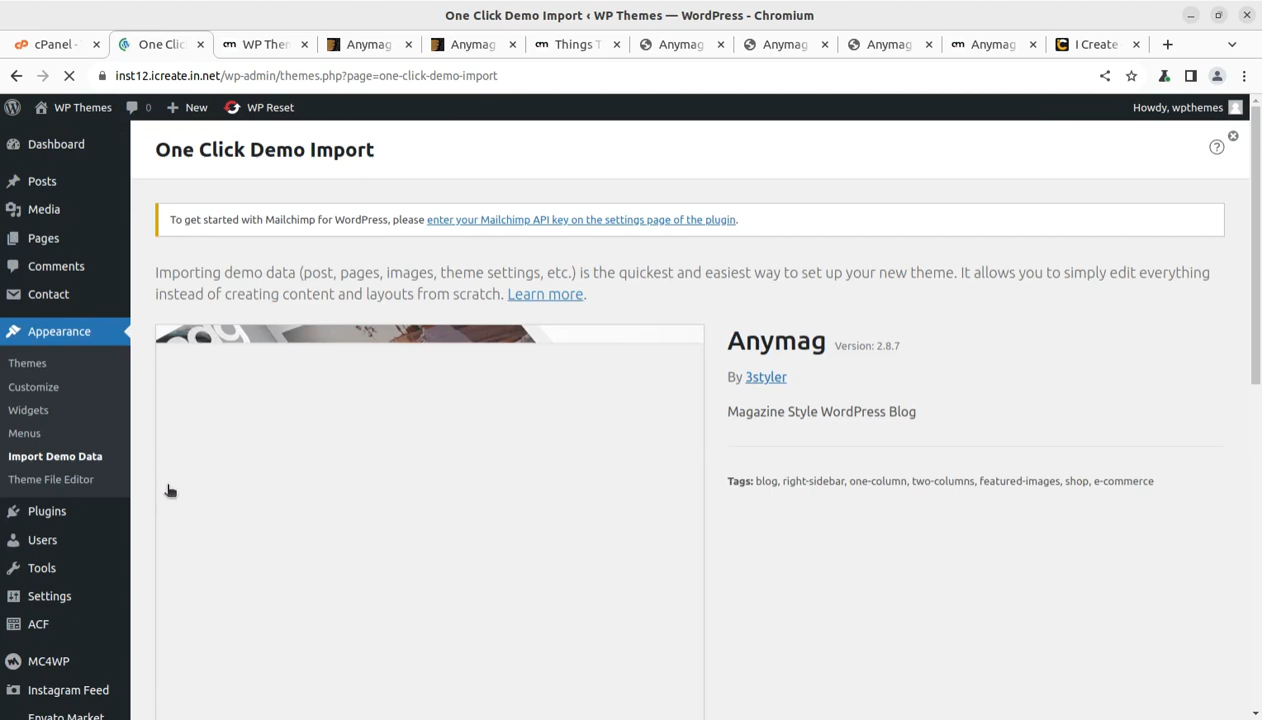 One Click Demo Import ‹ WP Themes — WordPress - Chromium
cPanel -
One Clic
WP Them
Anymag
Anymag
Things T
Anymag
Anymag
Anymag
Anymag
I Create
inst12.icreate.in.net/wp-admin/themes.php?page=one-click-demo-import
WP Themes
0
New
WP Reset
Howdy, wpthemes
Dashboard
Posts
Media
Pages
Comments
Contact
Appearance
Themes
Customize
Widgets
Menus
Import Demo Data
Theme File Editor
Plugins
Users
Tools
Settings
ACF
MC4WP
Instagram Feed
Envato Market
One Click Demo Import
To get started with Mailchimp for WordPress, please enter your Mailchimp API key on the settings page of the plugin.
Importing demo data (post, pages, images, theme settings, etc.) is the quickest and easiest way to set up your new theme. It allows you to simply edit everything
instead of creating content and layouts from scratch. Learn more.
Anymag Version: 2.8.7
By 3styler
Magazine Style WordPress Blog
Tags: blog, right-sidebar, one-column, two-columns, featured-images, shop, e-commerce